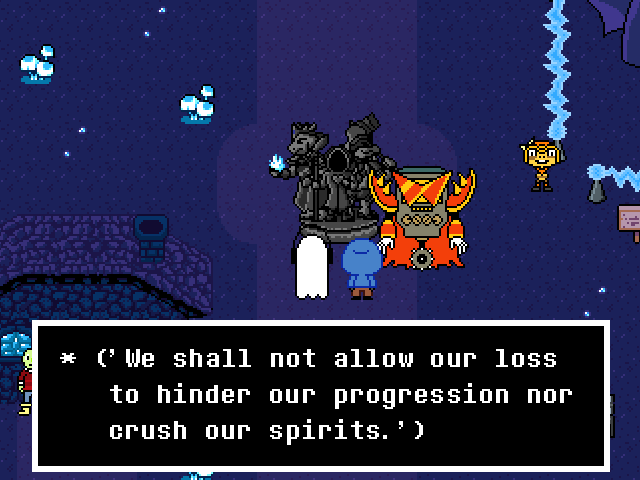 * ('We shall not allow our loss
to hinder our progression nor
crush our spirits.')